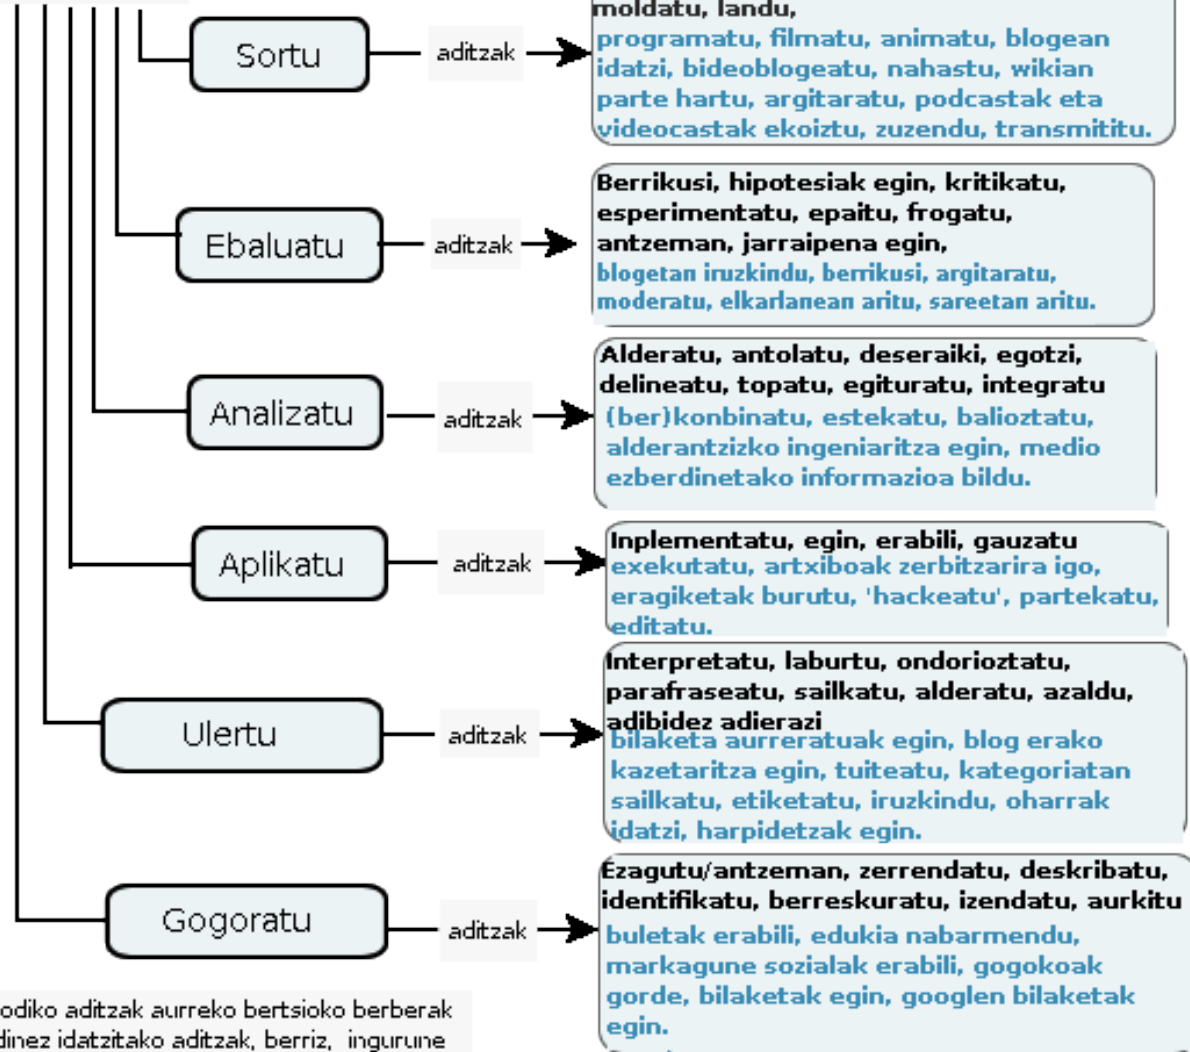 moldatu, landu,
programatu, filmatu, animatu, blogean
idatzi, bideoblogeatu, nahastu, wikian
parte hartu, argitaratu, podcastak eta
videocastak ekoiztu, zuzendu, transmititu.
Sortu
aditzak
Berrikusi, hipotesiak egin, kritikatu,
esperimentatu, epaitu, frogatu,
antzeman, jarraipena egin,
blogetan iruzkindu, berrikusi, argitaratu,
moderatu, elkarlanean aritu, sareetan aritu.
Ebaluatu
aditzak
Alderatu, antolatu, deseraiki, egotzi,
delineatu, topatu, egituratu, integratu
(ber)konbinatu, estekatu, balioztatu,
alderantzizko ingeniaritza egin, medio
ezberdinetako informazioa bildu.
Analizatu
aditzak
Inplementatu, egin, erabili, gauzatu
exekutatu, artxiboak zerbitzarira igo,
eragiketak burutu, 'hackeatu', partekatu,
editatu.
Aplikatu
aditzak
Interpretatu, laburtu, ondorioztatu,
parafraseatu, sailkatu, alderatu, azaldu,
adibidez adierazi
bilaketa aurreratuak egin, blog erako
kazetaritza egin, tuiteatu, kategoriatan
sailkatu, etiketatu, iruzkindu, oharrak
idatzi, harpidetzak egin.
Ulertu
aditzak
Ezagutu/antzeman, zerrendatu, deskribatu,
identifikatu, berreskuratu, izendatu, aurkitu
buletak erabili, edukia nabarmendu,
markagune sozialak erabili, gogokoak
gorde, bilaketak egin, googlen bilaketak
egin.
Gogoratu
aditzak
odiko aditzak aurreko bertsioko berberak
dinez idatzitako aditzak, berriz, ingurune